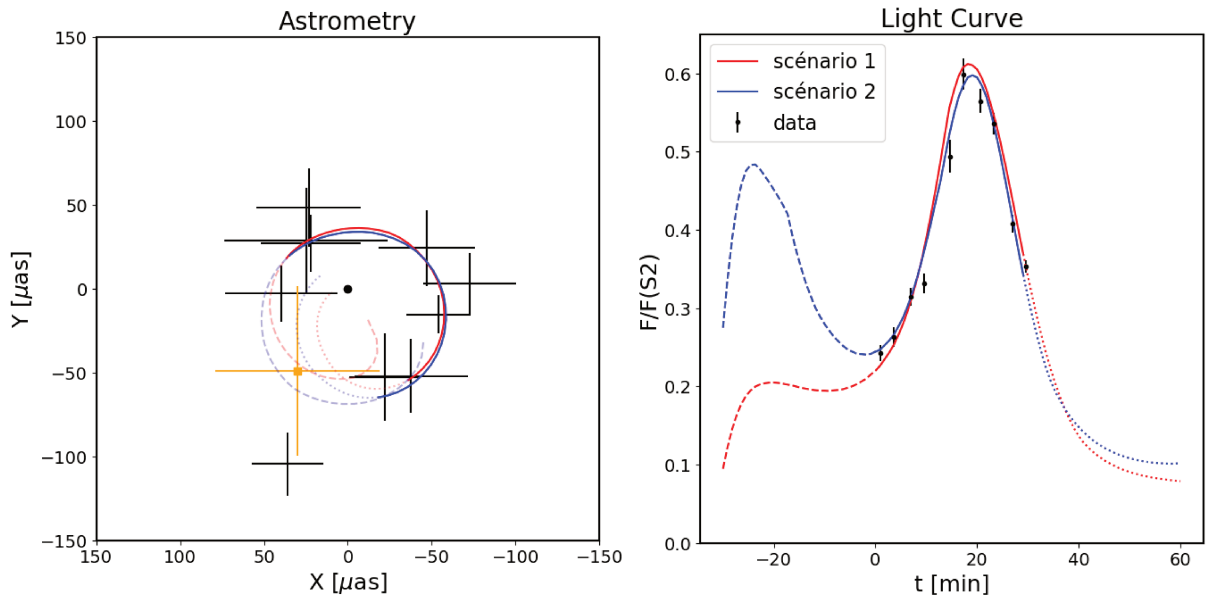 Astrometry
150
100
50
0
−50
−100
−150
Y [μas]
150 100 50 0 −50 −100 −150
X [μas]
Light Curve
scénario 1
scénario 2
data
0.6
0.5
0.4
0.3
0.2
0.1
0.0
F/F(S2)
−20 0 20 40 60
t [min]